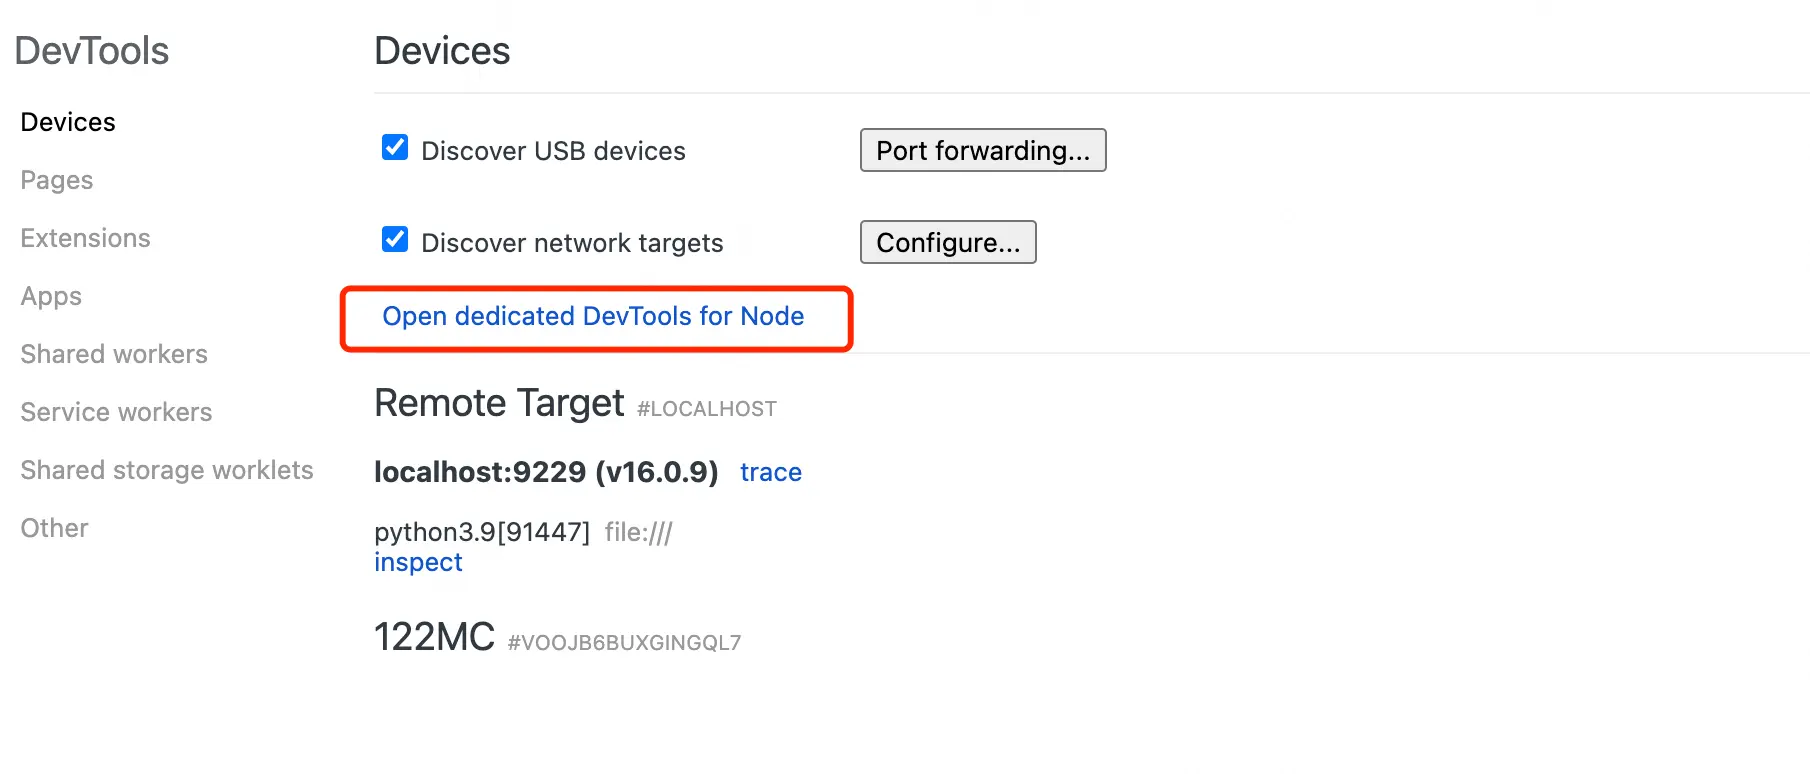 DevTools
Devices
Pages
Extensions
Apps
Shared workers
Service workers
Shared storage worklets
Other
Devices
Discover USB devices
Port forwarding...
Discover network targets
Configure...
Open dedicated DevTools for Node
Remote Target #LOCALHOST
localhost:9229 (v16.0.9) trace
python3.9[91447] file:///
inspect
122MC #VOOJB6BUXGINGQL7